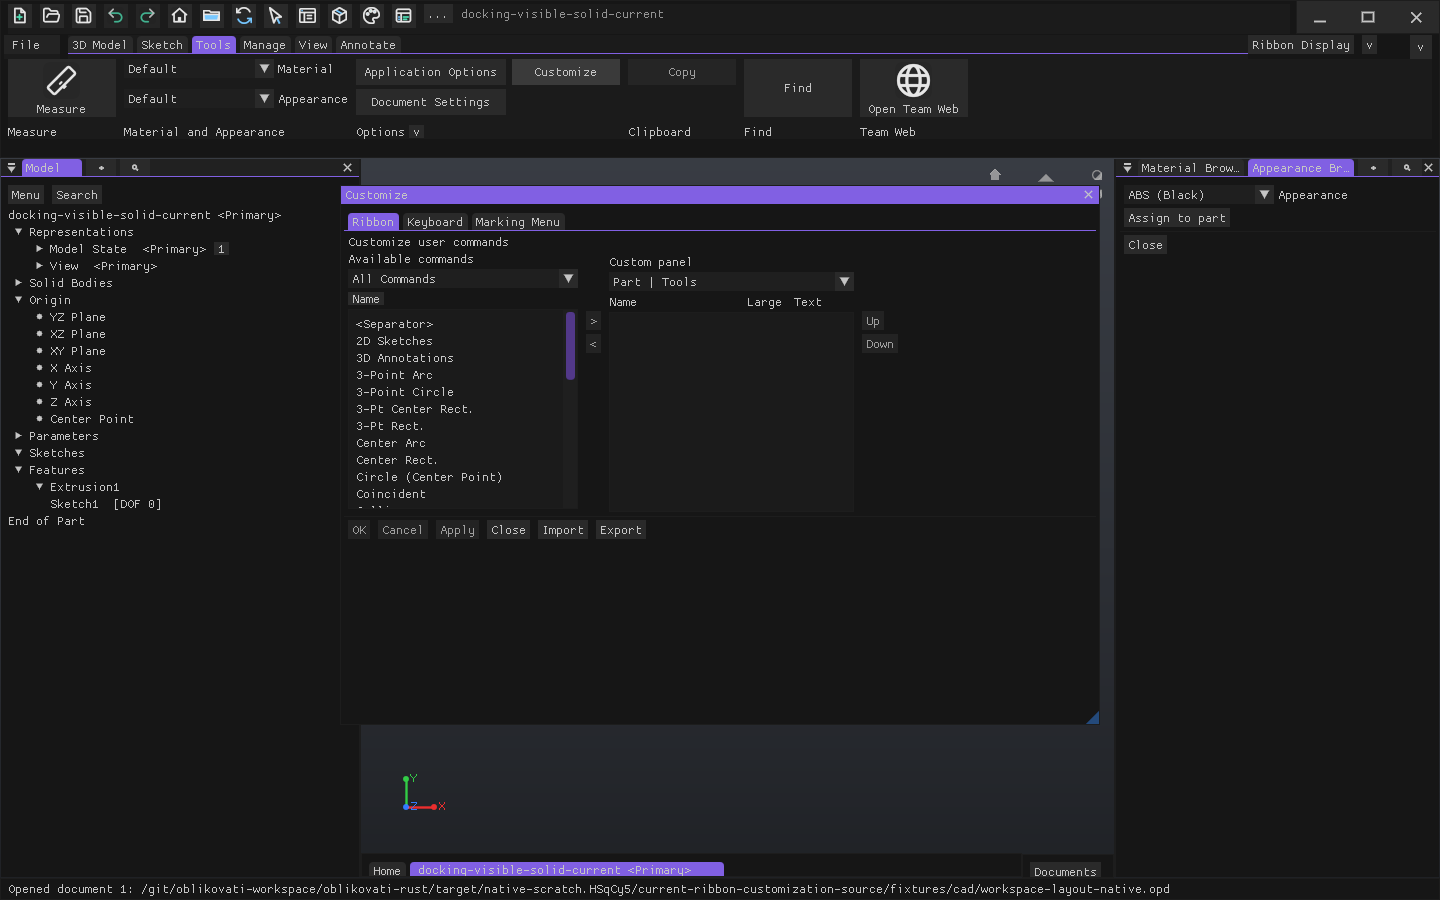 ... docking-visible-solid-current
File 3D Model Sketch Tools Manage View Annotate Ribbon Display v v
Default Material Application Options Customize Copy Find
Measure Default Appearance Document Settings Open Team Web
Measure Material and Appearance Options v Clipboard Find Team Web
Model
Menu Search
docking-visible-solid-current <Primary>
Representations
Model State <Primary> 1
View <Primary>
Solid Bodies
Origin
YZ Plane
XZ Plane
XY Plane
X Axis
Y Axis
Z Axis
Center Point
Parameters
Sketches
Features
Extrusion1
Sketch1 [DOF 0]
End of Part
Customize
Ribbon Keyboard Marking Menu
Customize user commands
Available commands
All Commands
Name
<Separator>
2D Sketches
3D Annotations
3-Point Arc
3-Point Circle
3-Pt Center Rect.
3-Pt Rect.
Center Arc
Center Rect.
Circle (Center Point)
Coincident
>
<
Custom panel
Part | Tools
Name Large Text
Up
Down
OK Cancel Apply Close Import Export
Material Brow... Appearance Br...
ABS (Black) Appearance
Assign to part
Close
Y
Z X
Home docking-visible-solid-current <Primary> Documents
Opened document 1: /git/oblikovati-workspace/oblikovati-rust/target/native-scratch.HSqCy5/current-ribbon-customization-source/fixtures/cad/workspace-layout-native.opd